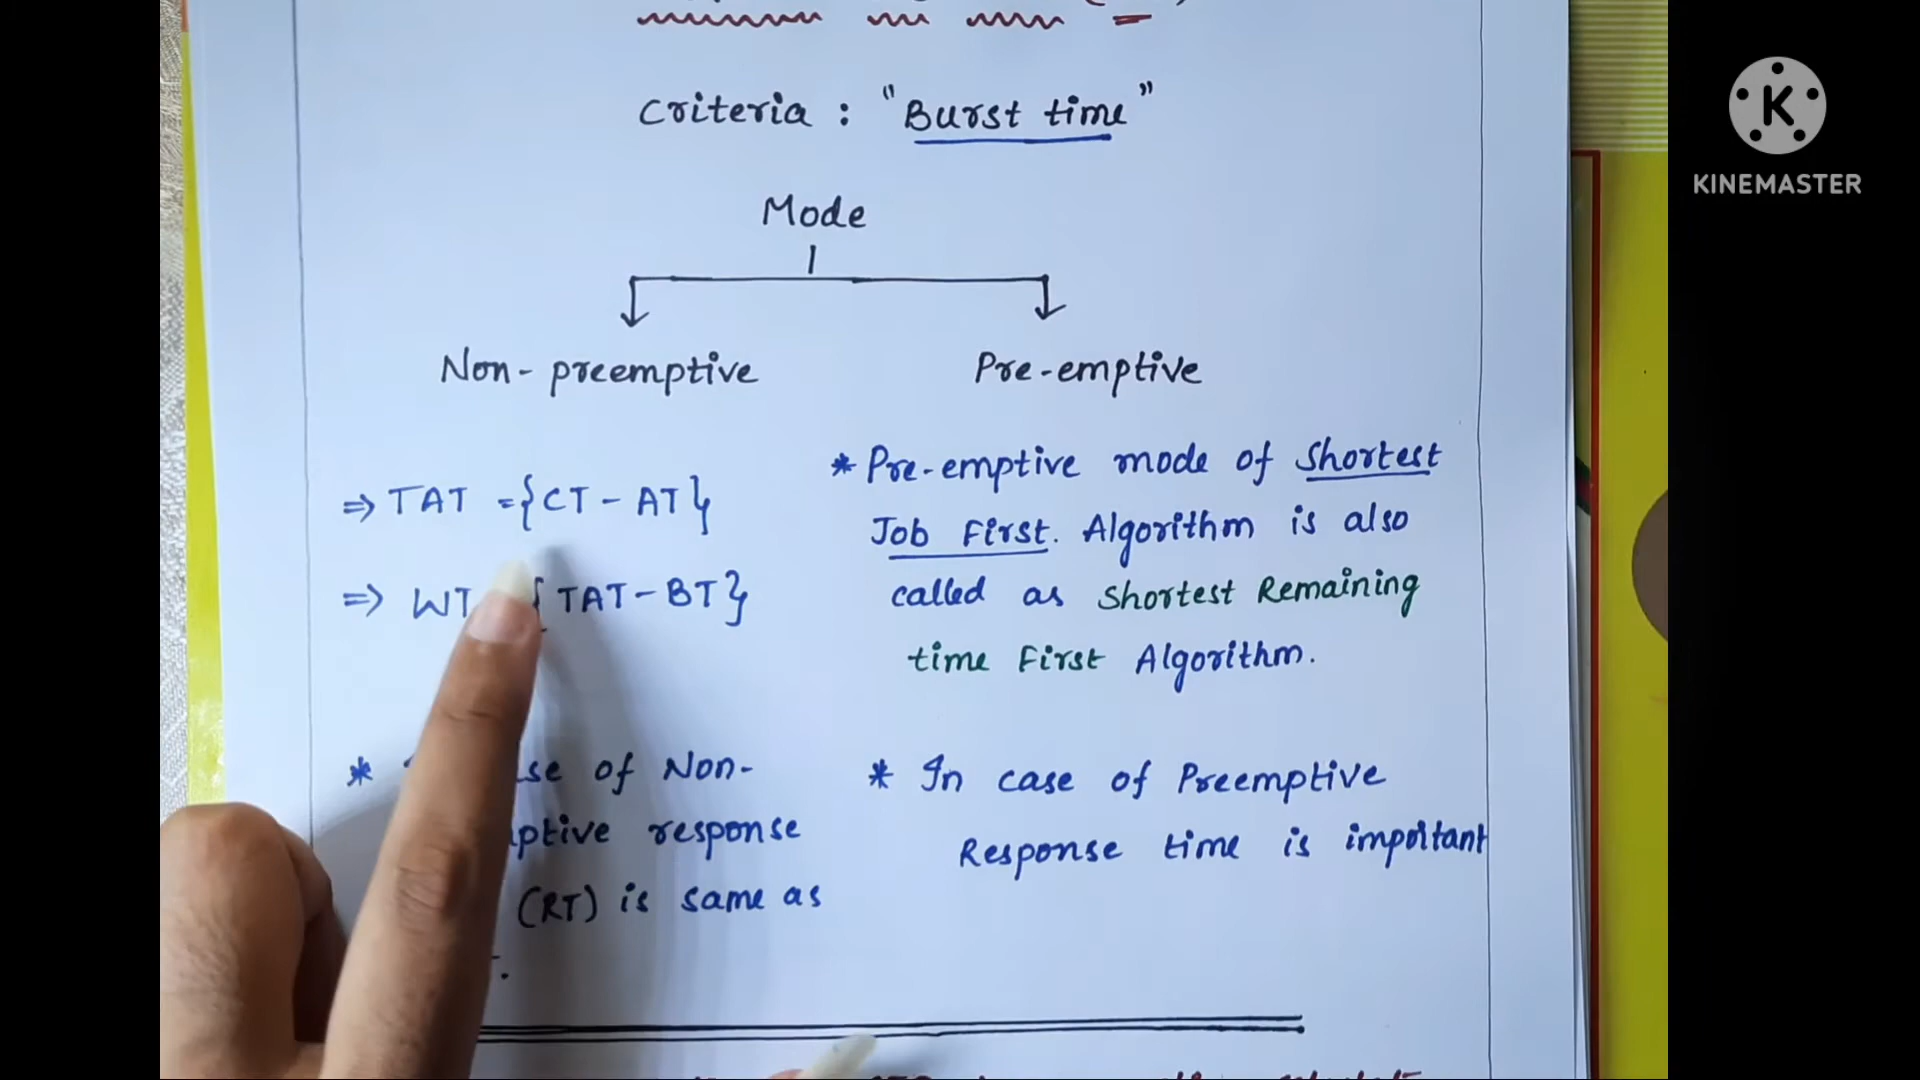 Criteria : "Burst time"
Mode
Non-preemptive
Pre-emptive
⇒ TAT = {CT - AT}
⇒ WT {TAT - BT}
* Pre-emptive mode of Shortest
Job First. Algorithm is also
called as Shortest Remaining
time First Algorithm.
* of Non-
response
(RT) is same as
* In case of Preemptive
Response time is important
K
KINEMASTER